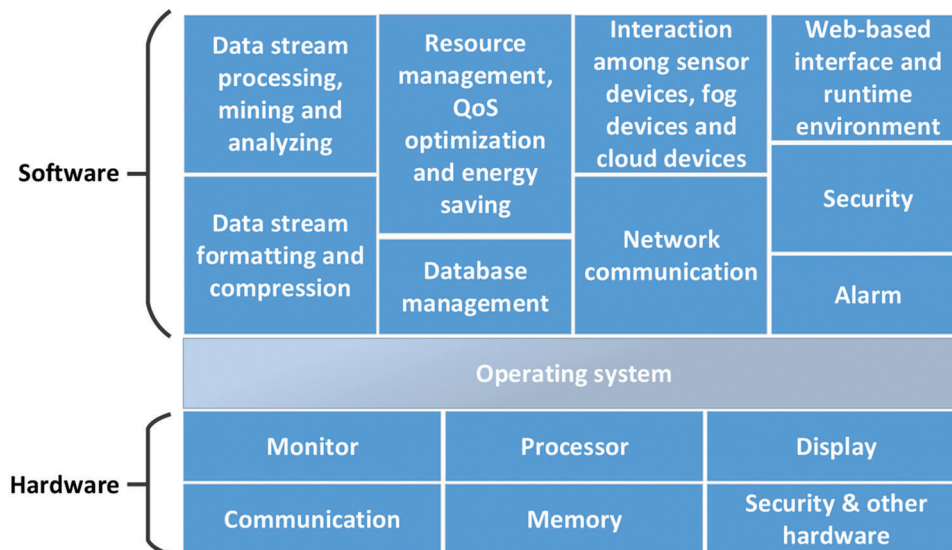 Software
Data stream
processing,
mining and
analyzing
Data stream
formatting and
compression
Resource
management,
QoS
optimization
and energy
saving
Database
management
Interaction
among sensor
devices, fog
devices and
cloud devices
Network
communication
Web-based
interface and
runtime
environment
Security
Alarm
Operating system
Hardware
Monitor
Processor
Display
Communication
Memory
Security & other
hardware